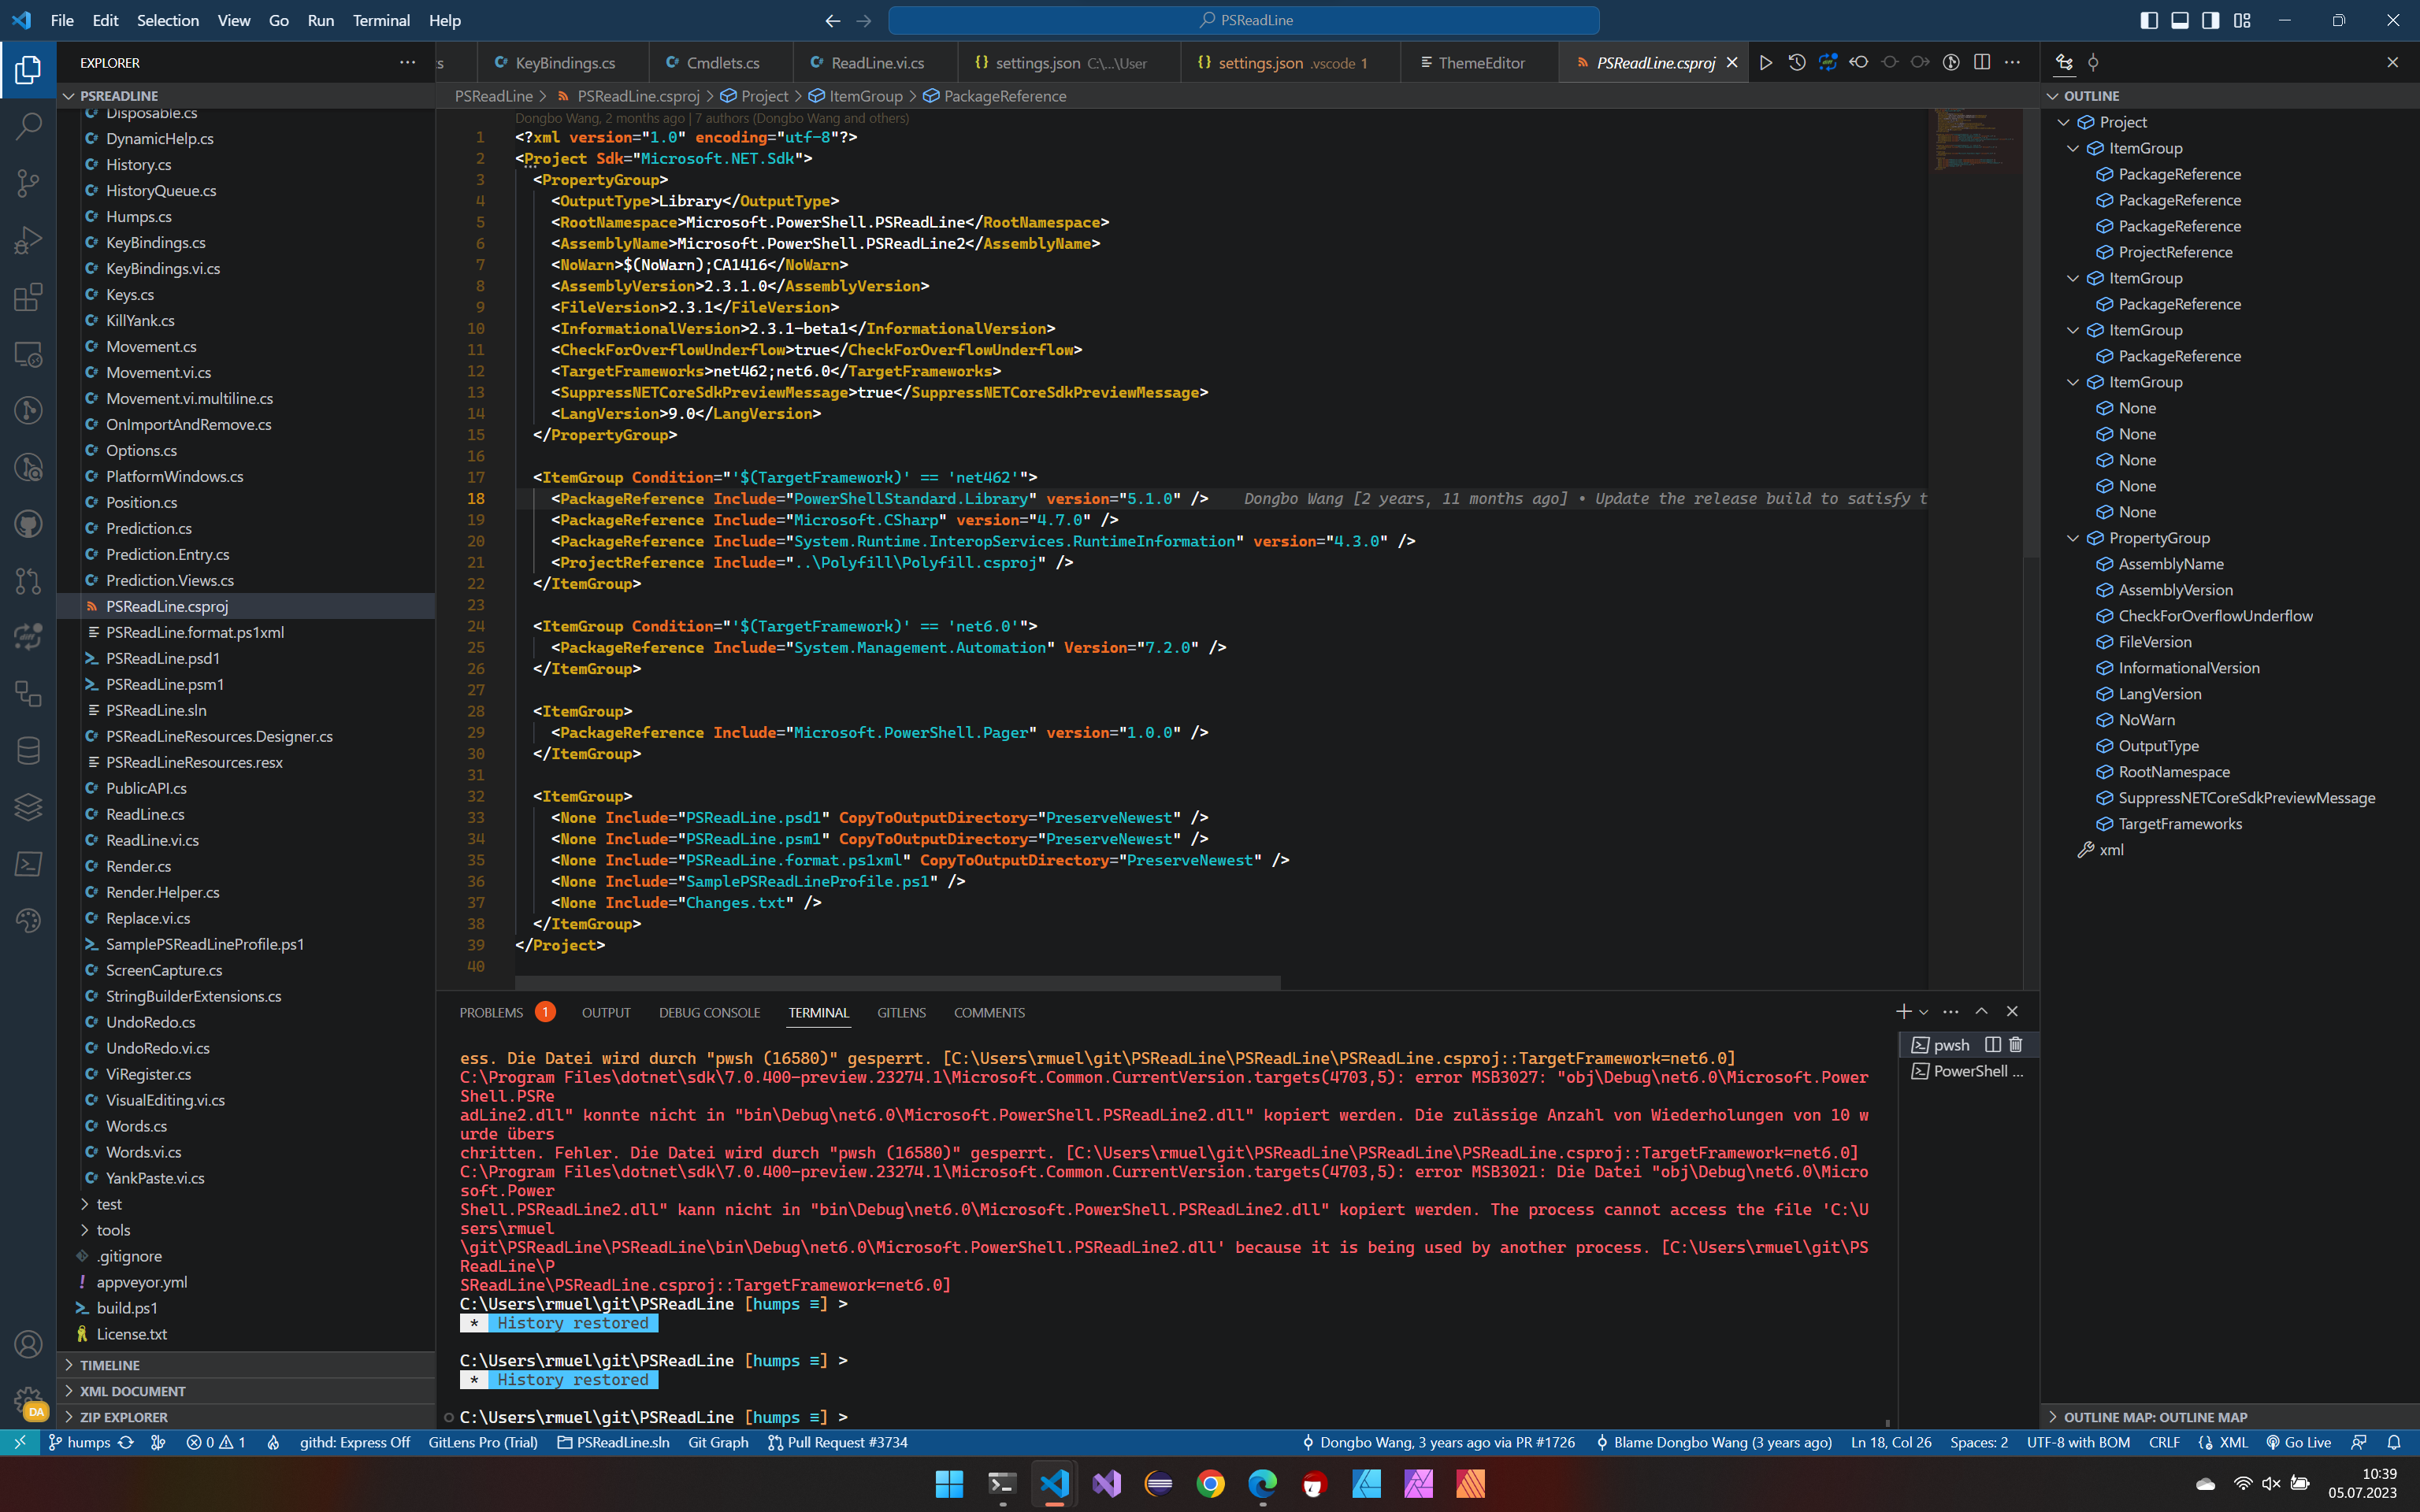 File Edit Selection View Go Run Terminal Help
PSReadLine
EXPLORER
KeyBindings.cs
Cmdlets.cs
ReadLine.vi.cs
settings.json C:\...\User
settings.json .vscode 1
ThemeEditor
PSReadLine.csproj
PSREADLINE
PSReadLine > PSReadLine.csproj > Project > ItemGroup > PackageReference
OUTLINE
Disposable.cs
DynamicHelp.cs
History.cs
HistoryQueue.cs
Humps.cs
KeyBindings.cs
KeyBindings.vi.cs
Keys.cs
KillYank.cs
Movement.cs
Movement.vi.cs
Movement.vi.multiline.cs
OnImportAndRemove.cs
Options.cs
PlatformWindows.cs
Position.cs
Prediction.cs
Prediction.Entry.cs
Prediction.Views.cs
PSReadLine.csproj
PSReadLine.format.ps1xml
PSReadLine.psd1
PSReadLine.psm1
PSReadLine.sln
PSReadLineResources.Designer.cs
PSReadLineResources.resx
PublicAPI.cs
ReadLine.cs
ReadLine.vi.cs
Render.cs
Render.Helper.cs
Replace.vi.cs
SamplePSReadLineProfile.ps1
ScreenCapture.cs
StringBuilderExtensions.cs
UndoRedo.cs
UndoRedo.vi.cs
ViRegister.cs
VisualEditing.vi.cs
Words.cs
Words.vi.cs
YankPaste.vi.cs
test
tools
.gitignore
appveyor.yml
build.ps1
License.txt
TIMELINE
XML DOCUMENT
ZIP EXPLORER
Dongbo Wang, 2 months ago | 7 authors (Dongbo Wang and others)
1 <?xml version="1.0" encoding="utf-8"?>
2 <Project Sdk="Microsoft.NET.Sdk">
3 <PropertyGroup>
4 <OutputType>Library</OutputType>
5 <RootNamespace>Microsoft.PowerShell.PSReadLine</RootNamespace>
6 <AssemblyName>Microsoft.PowerShell.PSReadLine2</AssemblyName>
7 <NoWarn>$(NoWarn);CA1416</NoWarn>
8 <AssemblyVersion>2.3.1.0</AssemblyVersion>
9 <FileVersion>2.3.1</FileVersion>
10 <InformationalVersion>2.3.1-beta1</InformationalVersion>
11 <CheckForOverflowUnderflow>true</CheckForOverflowUnderflow>
12 <TargetFrameworks>net462;net6.0</TargetFrameworks>
13 <SuppressNETCoreSdkPreviewMessage>true</SuppressNETCoreSdkPreviewMessage>
14 <LangVersion>9.0</LangVersion>
15 </PropertyGroup>
16
17 <ItemGroup Condition="'$(TargetFramework)' == 'net462'">
18 <PackageReference Include="PowerShellStandard.Library" version="5.1.0" /> Dongbo Wang [2 years, 11 months ago] • Update the release build to satisfy t
19 <PackageReference Include="Microsoft.CSharp" version="4.7.0" />
20 <PackageReference Include="System.Runtime.InteropServices.RuntimeInformation" version="4.3.0" />
21 <ProjectReference Include="..\Polyfill\Polyfill.csproj" />
22 </ItemGroup>
23
24 <ItemGroup Condition="'$(TargetFramework)' == 'net6.0'">
25 <PackageReference Include="System.Management.Automation" Version="7.2.0" />
26 </ItemGroup>
27
28 <ItemGroup>
29 <PackageReference Include="Microsoft.PowerShell.Pager" version="1.0.0" />
30 </ItemGroup>
31
32 <ItemGroup>
33 <None Include="PSReadLine.psd1" CopyToOutputDirectory="PreserveNewest" />
34 <None Include="PSReadLine.psm1" CopyToOutputDirectory="PreserveNewest" />
35 <None Include="PSReadLine.format.ps1xml" CopyToOutputDirectory="PreserveNewest" />
36 <None Include="SamplePSReadLineProfile.ps1" />
37 <None Include="Changes.txt" />
38 </ItemGroup>
39 </Project>
40
PROBLEMS 1 OUTPUT DEBUG CONSOLE TERMINAL GITLENS COMMENTS
ess. Die Datei wird durch "pwsh (16580)" gesperrt. [C:\Users\rmuel\git\PSReadLine\PSReadLine\PSReadLine.csproj::TargetFramework=net6.0]
C:\Program Files\dotnet\sdk\7.0.400-preview.23274.1\Microsoft.Common.CurrentVersion.targets(4703,5): error MSB3027: "obj\Debug\net6.0\Microsoft.Power
Shell.PSRe
adLine2.dll" konnte nicht in "bin\Debug\net6.0\Microsoft.PowerShell.PSReadLine2.dll" kopiert werden. Die zulässige Anzahl von Wiederholungen von 10 w
urde übers
chritten. Fehler. Die Datei wird durch "pwsh (16580)" gesperrt. [C:\Users\rmuel\git\PSReadLine\PSReadLine\PSReadLine.csproj::TargetFramework=net6.0]
C:\Program Files\dotnet\sdk\7.0.400-preview.23274.1\Microsoft.Common.CurrentVersion.targets(4703,5): error MSB3021: Die Datei "obj\Debug\net6.0\Micro
soft.Power
Shell.PSReadLine2.dll" kann nicht in "bin\Debug\net6.0\Microsoft.PowerShell.PSReadLine2.dll" kopiert werden. The process cannot access the file 'C:\U
sers\rmuel
\git\PSReadLine\PSReadLine\bin\Debug\net6.0\Microsoft.PowerShell.PSReadLine2.dll' because it is being used by another process. [C:\Users\rmuel\git\PS
ReadLine\P
SReadLine\PSReadLine.csproj::TargetFramework=net6.0]
C:\Users\rmuel\git\PSReadLine [humps ≡] >
* History restored
C:\Users\rmuel\git\PSReadLine [humps ≡] >
* History restored
C:\Users\rmuel\git\PSReadLine [humps ≡] >
pwsh
PowerShell ...
Project
ItemGroup
PackageReference
PackageReference
PackageReference
ProjectReference
ItemGroup
PackageReference
ItemGroup
PackageReference
ItemGroup
None
None
None
None
None
PropertyGroup
AssemblyName
AssemblyVersion
CheckForOverflowUnderflow
FileVersion
InformationalVersion
LangVersion
NoWarn
OutputType
RootNamespace
SuppressNETCoreSdkPreviewMessage
TargetFrameworks
xml
OUTLINE MAP: OUTLINE MAP
DA
humps 0 1 githd: Express Off GitLens Pro (Trial) PSReadLine.sln Git Graph Pull Request #3734 Dongbo Wang, 3 years ago via PR #1726 Blame Dongbo Wang (3 years ago) Ln 18, Col 26 Spaces: 2 UTF-8 with BOM CRLF XML Go Live
10:39
05.07.2023